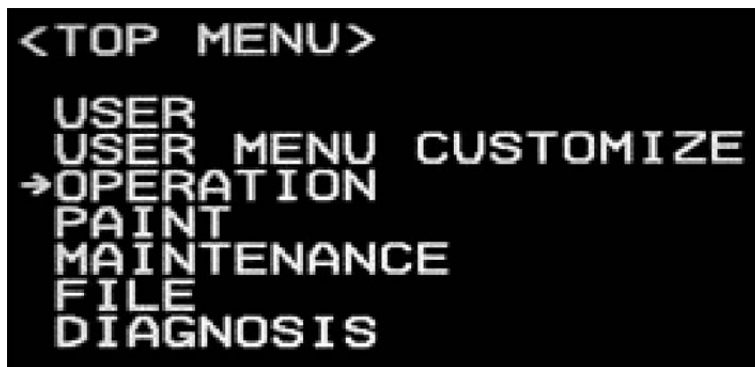 <TOP MENU>
USER
USER MENU CUSTOMIZE
→OPERATION
PAINT
MAINTENANCE
FILE
DIAGNOSIS